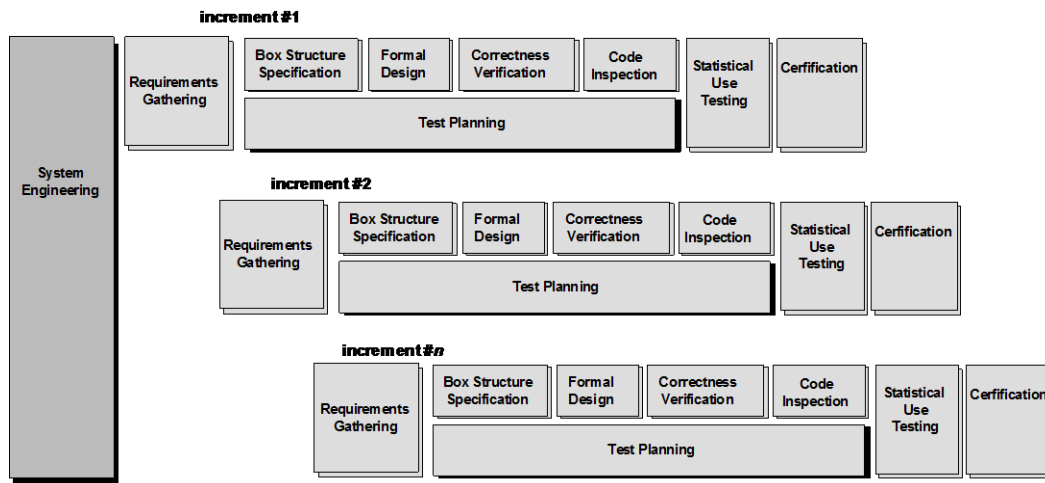 increment #1
System
Engineering
Requirements
Gathering
Box Structure
Specification
Formal
Design
Correctness
Verification
Code
Inspection
Test Planning
Statistical
Use
Testing
Cerfification
increment #2
Requirements
Gathering
Box Structure
Specification
Formal
Design
Correctness
Verification
Code
Inspection
Test Planning
Statistical
Use
Testing
Cerfification
increment #n
Requirements
Gathering
Box Structure
Specification
Formal
Design
Correctness
Verification
Code
Inspection
Test Planning
Statistical
Use
Testing
Cerfification